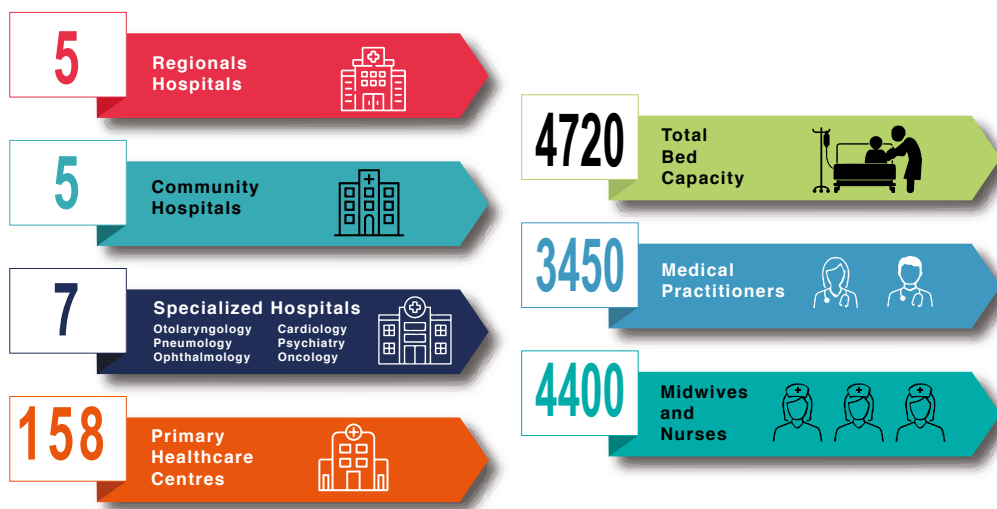 5
Regionals
Hospitals
5
Community
Hospitals
7
Specialized Hospitals
Otolaryngology Cardiology
Pneumology Psychiatry
Ophthalmology Oncology
158
Primary
Healthcare
Centres
4720
Total
Bed
Capacity
3450
Medical
Practitioners
4400
Midwives
and
Nurses